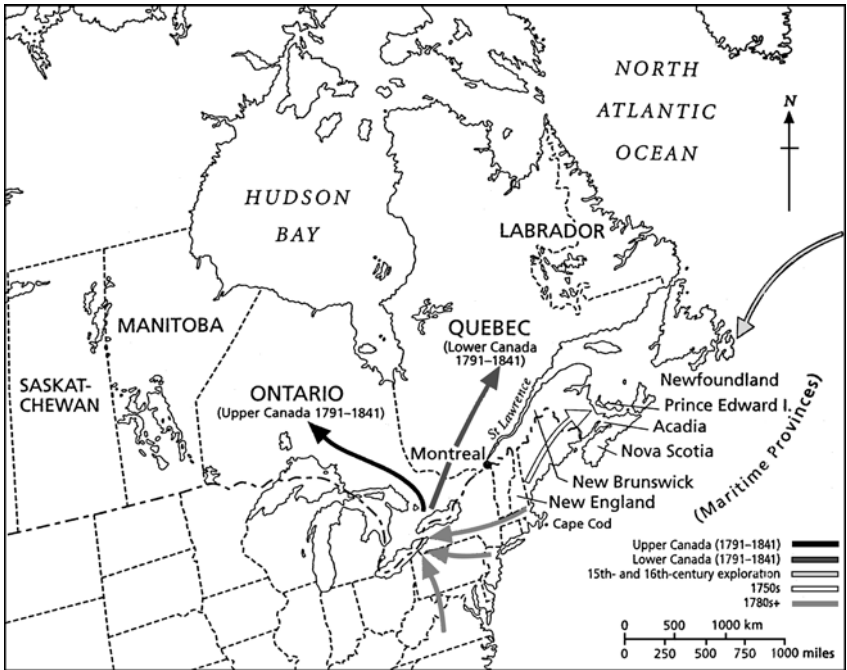 NORTH
ATLANTIC
OCEAN
N
HUDSON
BAY
LABRADOR
MANITOBA
QUEBEC
(Lower Canada
1791–1841)
SASKAT-
CHEWAN
ONTARIO
(Upper Canada 1791–1841)
St Lawrence
Newfoundland
Prince Edward I.
Acadia
Nova Scotia
(Maritime Provinces)
Montreal
New Brunswick
New England
Cape Cod
Upper Canada (1791–1841)
Lower Canada (1791–1841)
15th- and 16th-century exploration
1750s
1780s+
0 500 1000 km
0 250 500 750 1000 miles